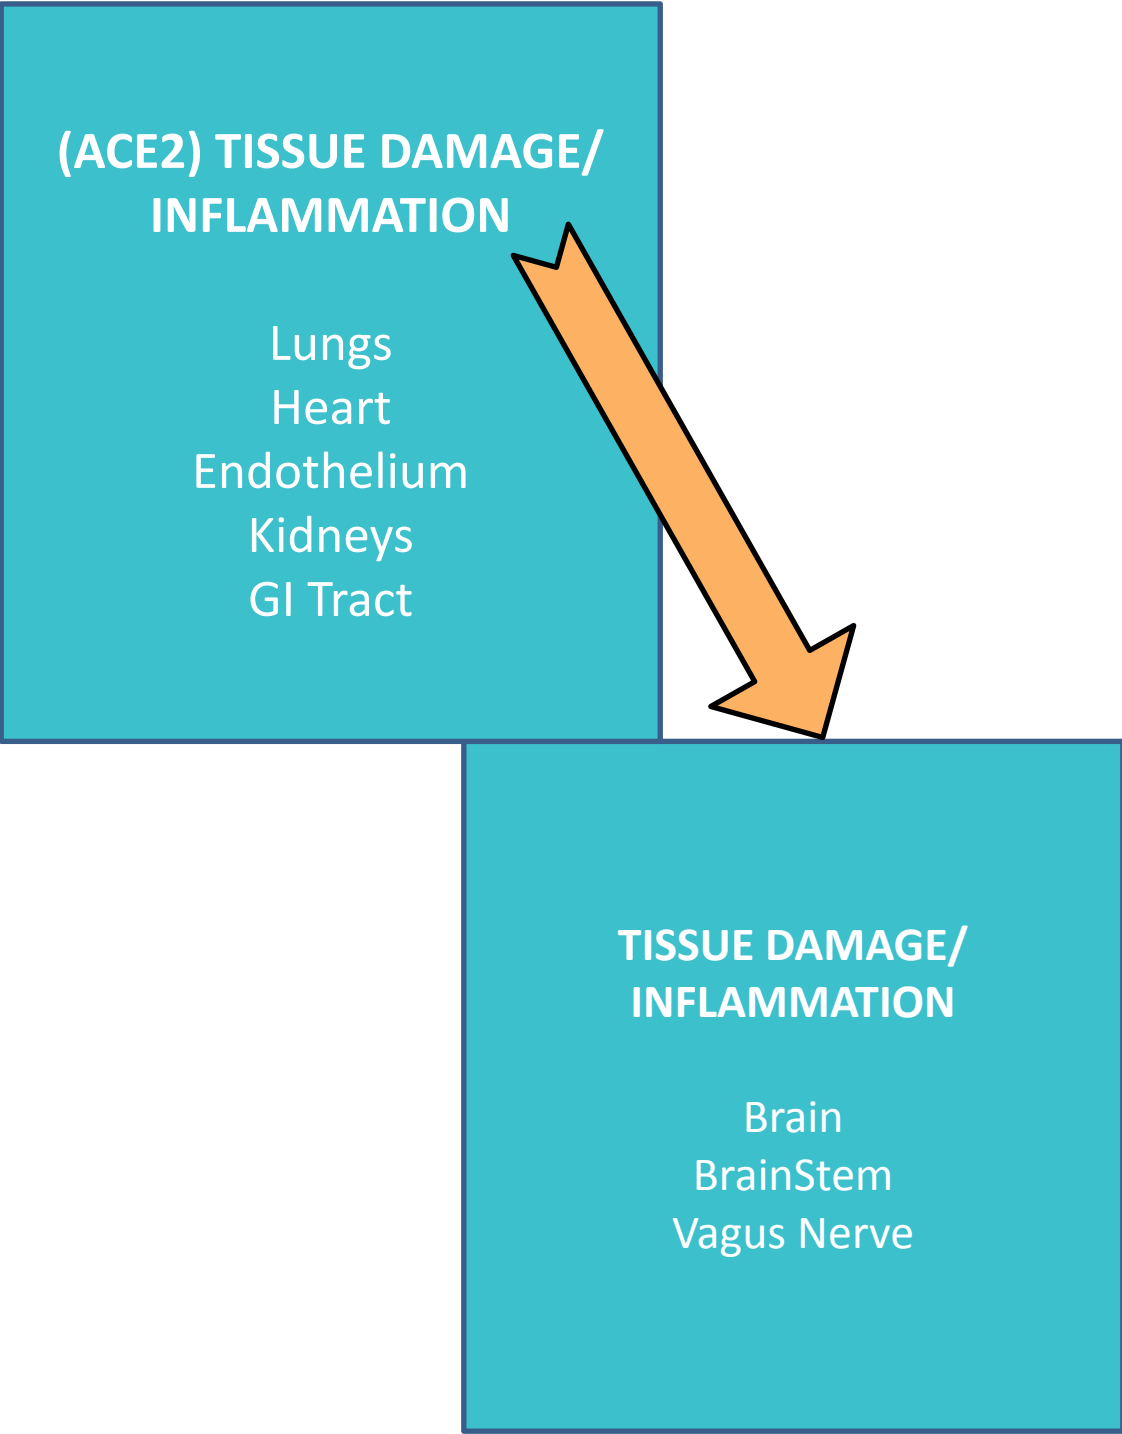 (ACE2) TISSUE DAMAGE/
INFLAMMATION
Lungs
Heart
Endothelium
Kidneys
GI Tract
TISSUE DAMAGE/
INFLAMMATION
Brain
BrainStem
Vagus Nerve